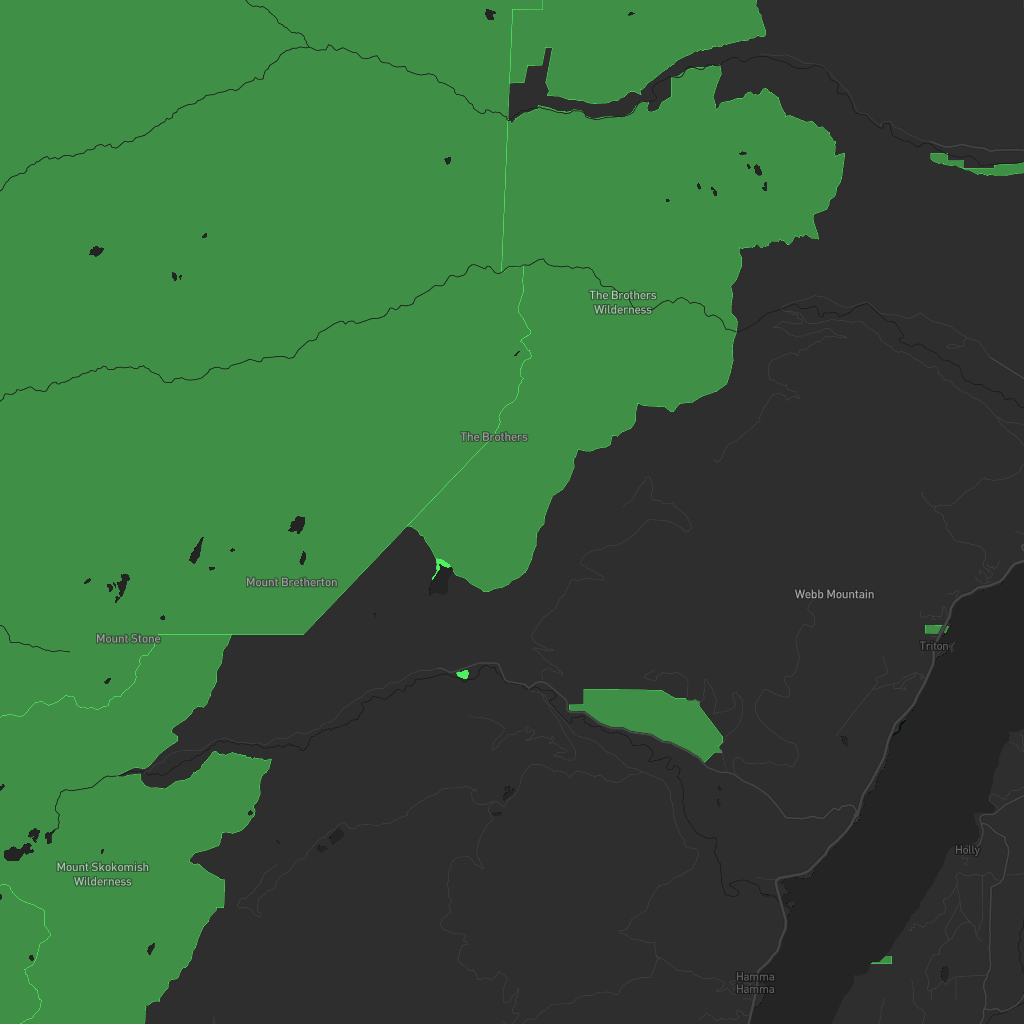 The Brothers
Wilderness
The Brothers
Mount Bretherton
Webb Mountain
Mount Stone
Triton
Holly
Mount Skokomish
Wilderness
Hamma
Hamma